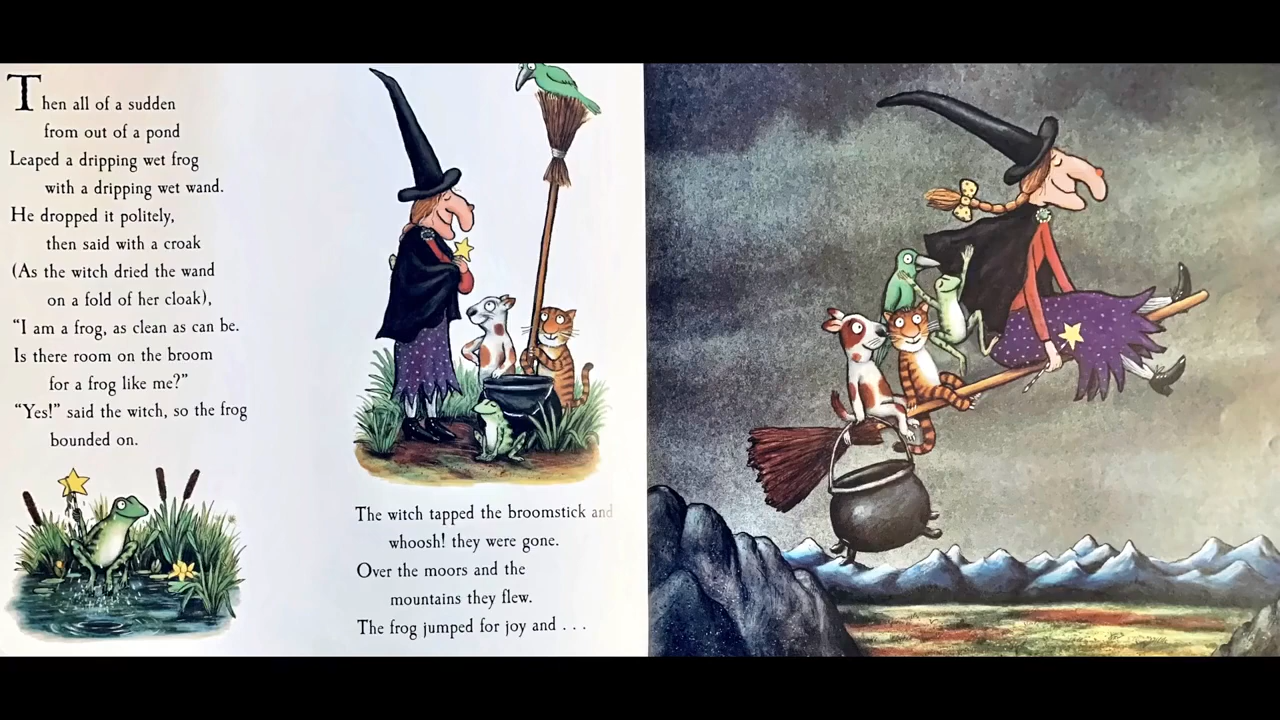 Then all of a sudden
from out of a pond
Leaped a dripping wet frog
with a dripping wet wand.
He dropped it politely,
then said with a croak
(As the witch dried the wand
on a fold of her cloak),
“I am a frog, as clean as can be.
Is there room on the broom
for a frog like me?”
“Yes!” said the witch, so the frog
bounded on.
The witch tapped the broomstick and
whoosh! they were gone.
Over the moors and the
mountains they flew.
The frog jumped for joy and . . .